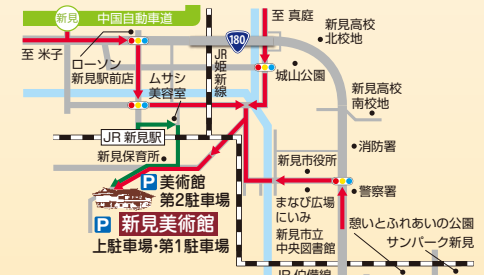 新見
中国自動車道
至 真庭
180
新見高校
北校地
至 米子
ローソン
新見駅前店
ムサシ
美容室
JR
姫
新
線
城山公園
新見高校
南校地
JR 新見駅
新見保育所
消防署
新見市役所
P 美術館
第2駐車場
警察署
まなび広場
にいみ
新見美術館
P
上駐車場・第1駐車場
新見市立
中央図書館
憩いとふれあいの公園
サンパーク新見
JR 伯備線